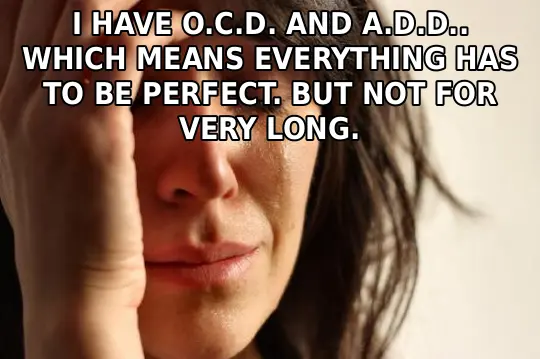 I HAVE O.C.D. AND A.D.D..
WHICH MEANS EVERYTHING HAS
TO BE PERFECT. BUT NOT FOR
VERY LONG.